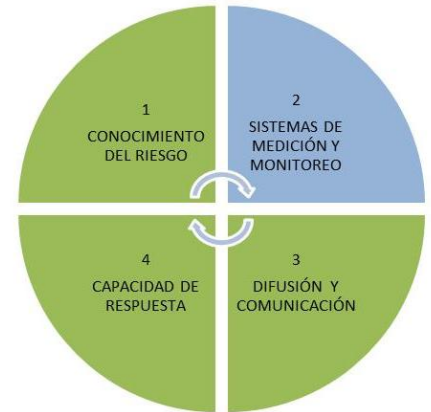 1
CONOCIMIENTO
DEL RIESGO
2
SISTEMAS DE
MEDICIÓN Y
MONITOREO
3
DIFUSIÓN Y
COMUNICACIÓN
4
CAPACIDAD DE
RESPUESTA